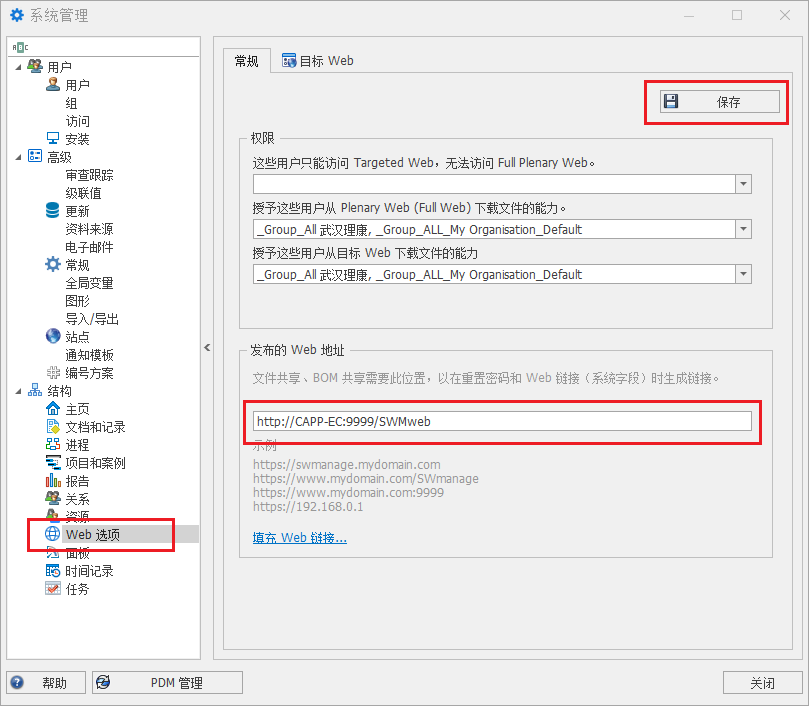 系统管理
ABC
用户
用户
组
访问
安装
高级
审查跟踪
级联值
更新
资料来源
电子邮件
常规
全局变量
图形
导入/导出
站点
通知模板
编号方案
结构
主页
文档和记录
进程
项目和案例
报告
关系
资源
Web 选项
面板
时间记录
任务
常规
目标 Web
保存
权限
这些用户只能访问 Targeted Web，无法访问 Full Plenary Web。
授予这些用户从 Plenary Web (Full Web) 下载文件的能力。
_Group_All 武汉理康, _Group_ALL_My Organisation_Default
授予这些用户从目标 Web 下载文件的能力
_Group_All 武汉理康, _Group_ALL_My Organisation_Default
发布的 Web 地址
文件共享、BOM 共享需要此位置，以在重置密码和 Web 链接（系统字段）时生成链接。
http://CAPP-EC:9999/SWMweb
示例
https://swmanage.mydomain.com
https://www.mydomain.com/SWmanage
https://www.mydomain.com:9999
https://192.168.0.1
填充 Web 链接...
帮助
PDM 管理
关闭